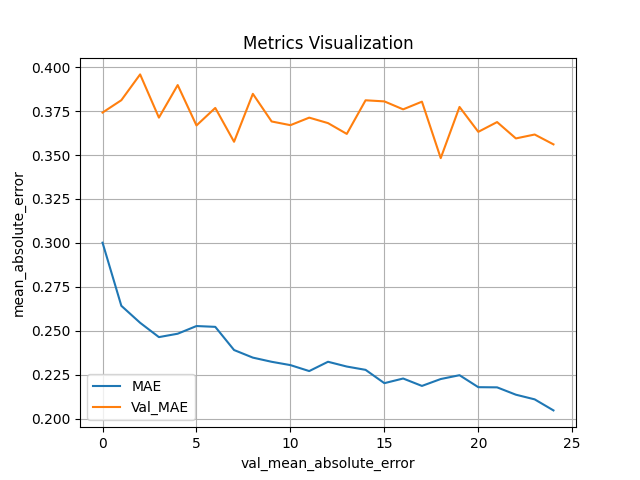 Metrics Visualization
mean_absolute_error
0.400
0.375
0.350
0.325
0.300
0.275
0.250
0.225
0.200
MAE
Val_MAE
0 5 10 15 20 25
val_mean_absolute_error